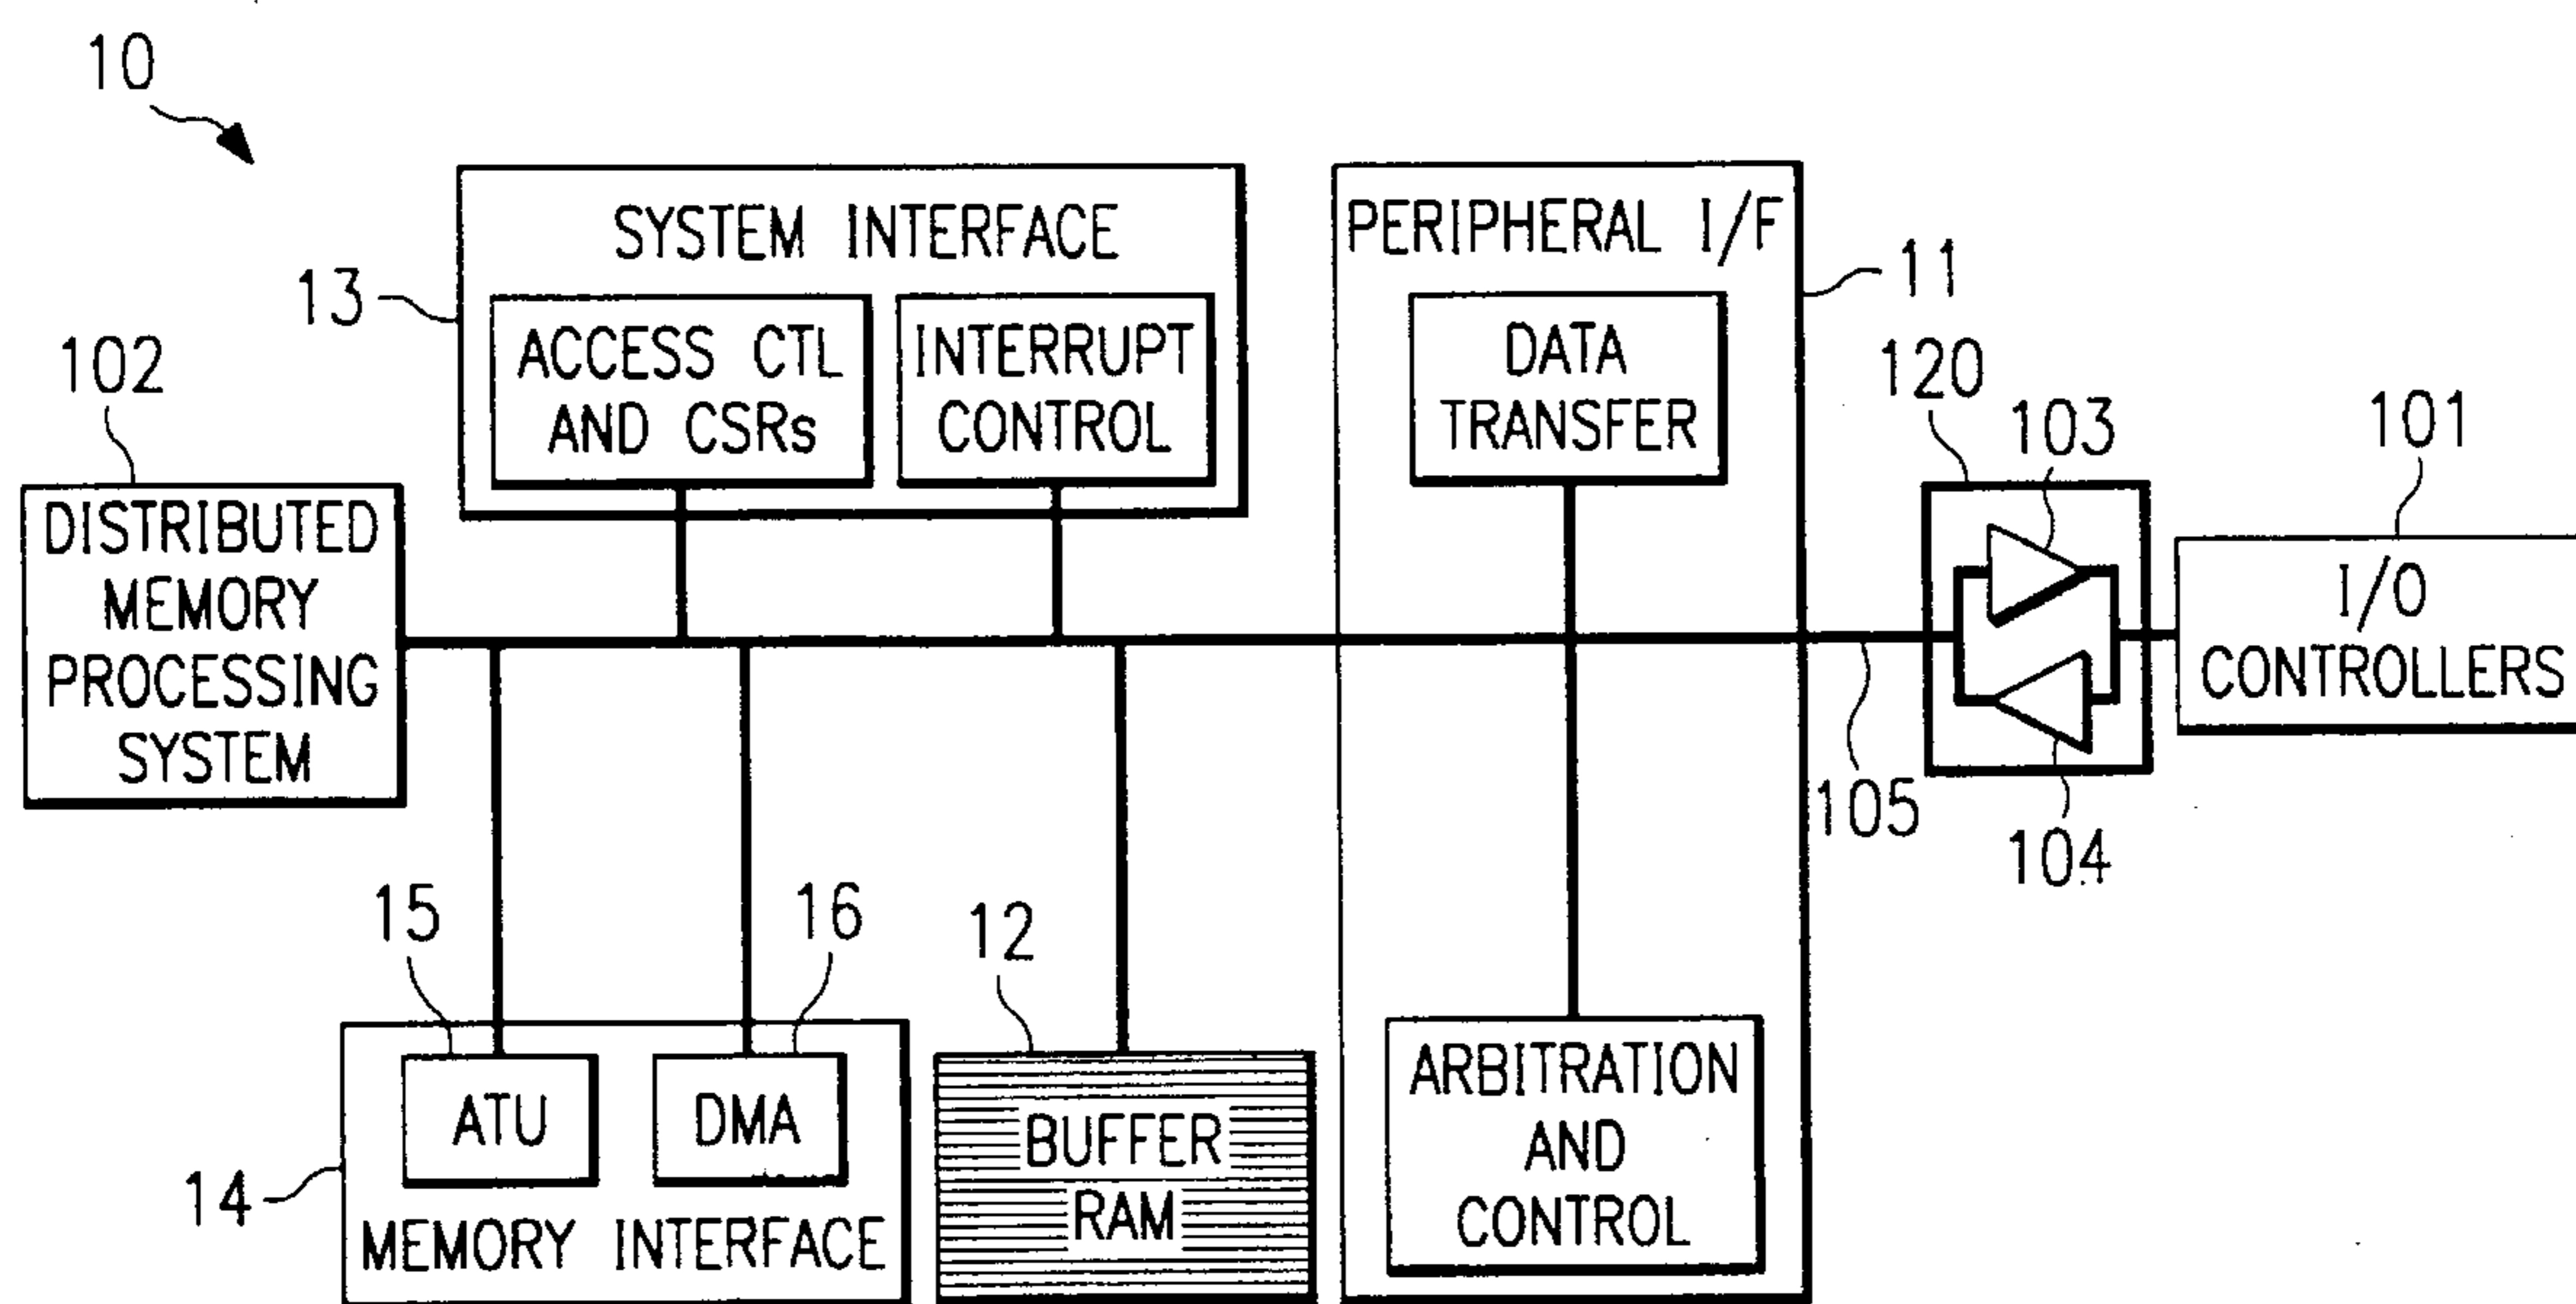 10
SYSTEM INTERFACE
PERIPHERAL I/F
13
11
ACCESS CTL
AND CSRs
INTERRUPT
CONTROL
DATA
TRANSFER
102
120
103
101
DISTRIBUTED
MEMORY
PROCESSING
SYSTEM
I/O
CONTROLLERS
105
104
15
16
12
ATU
DMA
14
MEMORY INTERFACE
BUFFER
RAM
ARBITRATION
AND
CONTROL